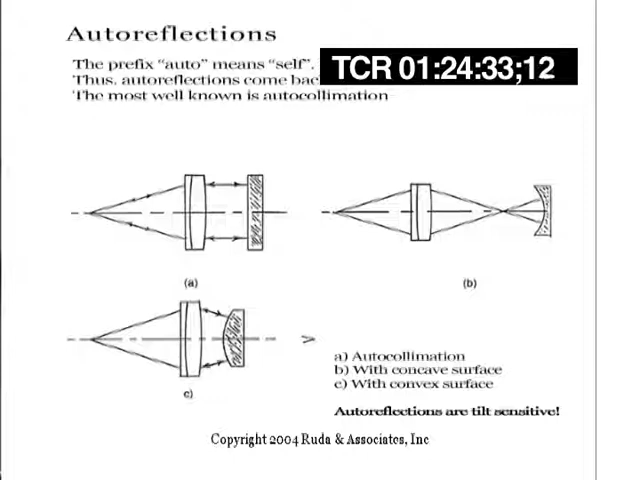 Autoreflections
The prefix “auto” means “self”.
Thus, autoreflections come bac
The most well known is autocollimation
TCR 01:24:33;12
(a)
(b)
c)
>
a) Autocollimation
b) With concave surface
c) With convex surface
Autoreflections are tilt sensitive!
Copyright 2004 Ruda & Associates, Inc